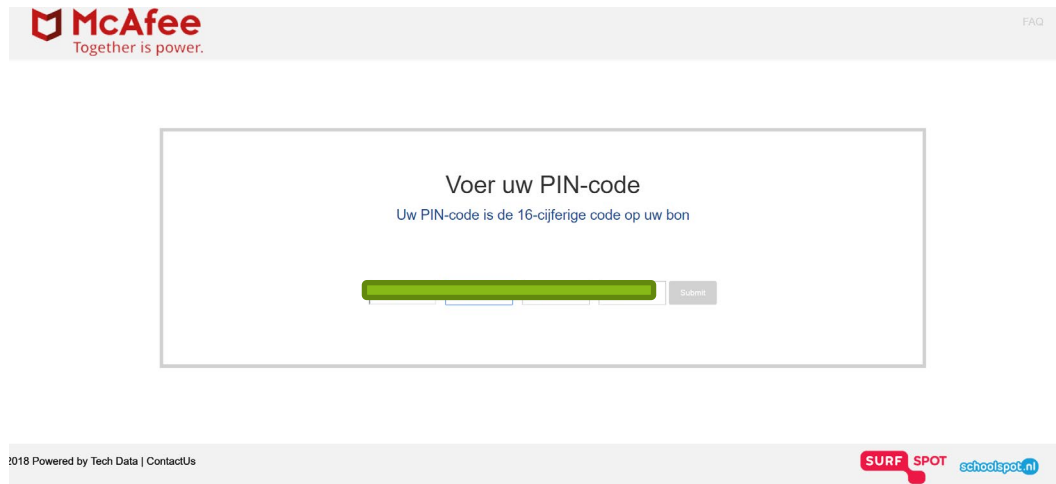 McAfee
Together is power.
FAQ
Voer uw PIN-code
Uw PIN-code is de 16-cijferige code op uw bon
Submit
2018 Powered by Tech Data | ContactUs
SURF SPOT
schoolspot.nl